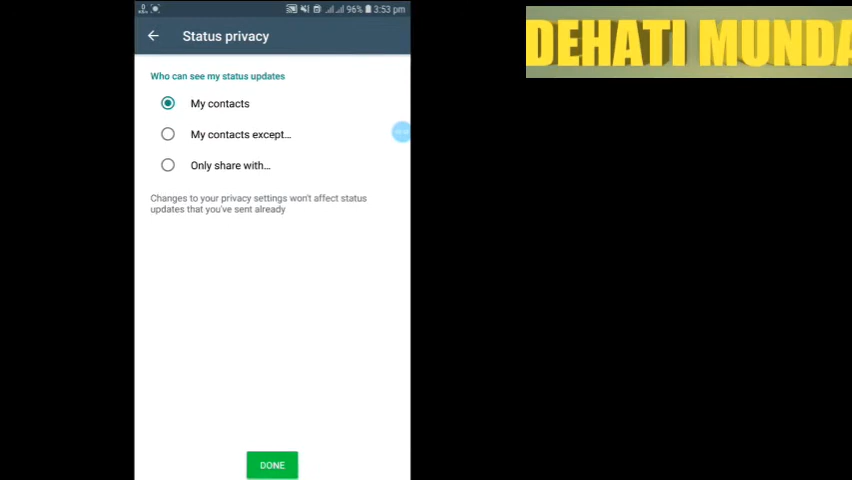 96% 3:53 pm
Status privacy
DEHATI MUNDA
Who can see my status updates
My contacts
My contacts except...
Only share with...
Changes to your privacy settings won't affect status
updates that you've sent already
DONE